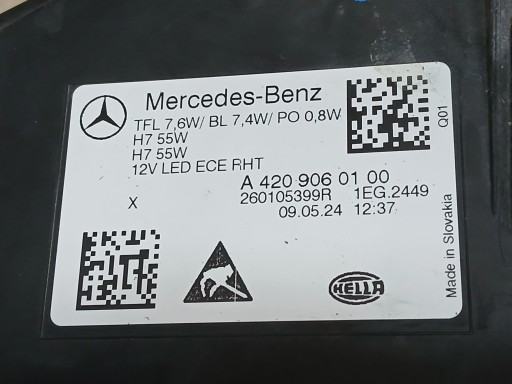 Mercedes-Benz
TFL 7,6W/ BL 7,4W/ PO 0,8W
H7 55W
H7 55W
12V LED ECE RHT
A 420 906 01 00
260105399R 1EG.2449
X
09.05.24 12:37
HELLA
Q01
Made in Slovakia